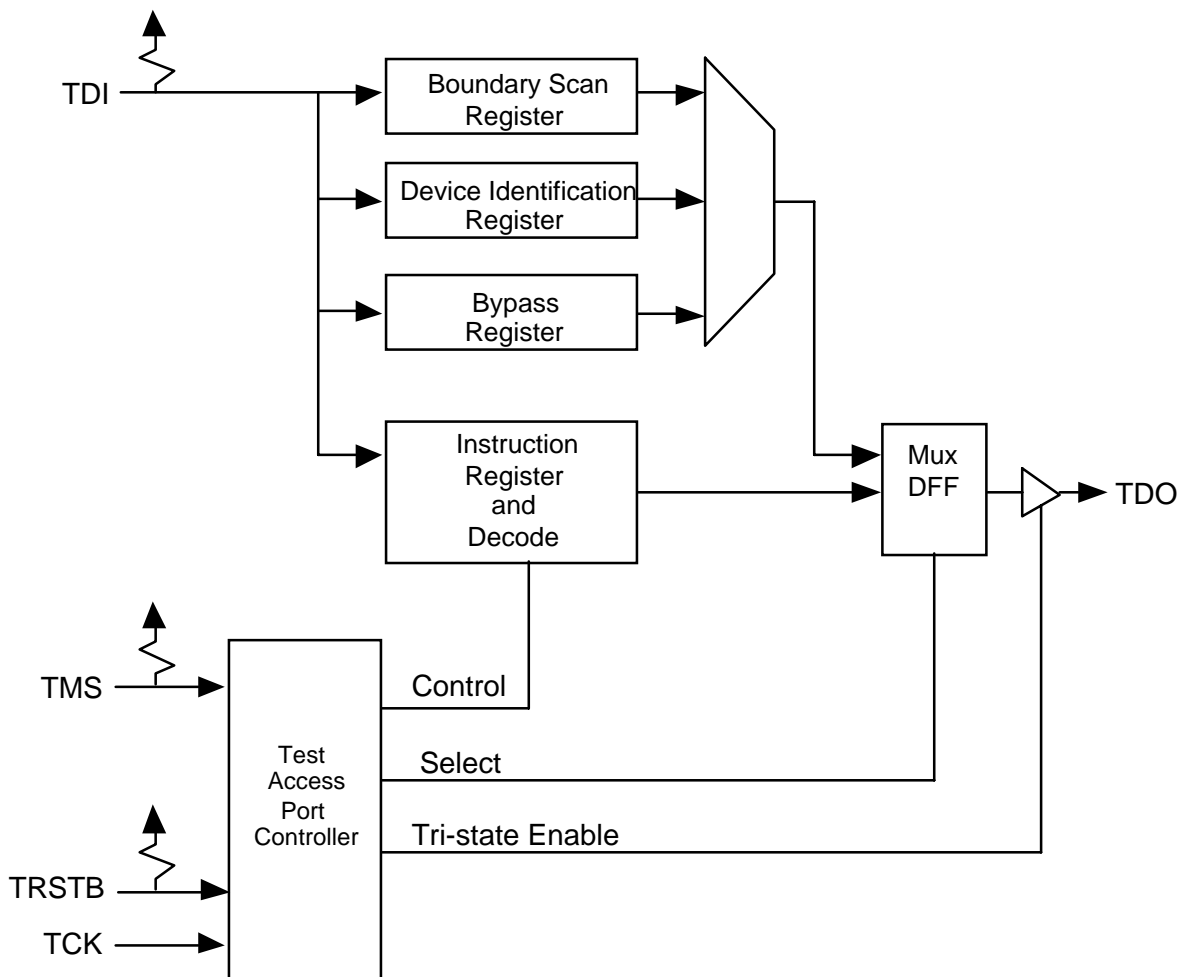 TDI
Boundary Scan
Register
Device Identification
Register
Bypass
Register
Instruction
Register
and
Decode
Mux
DFF
TDO
TMS
Control
Test
Access
Port
Controller
Select
Tri-state Enable
TRSTB
TCK